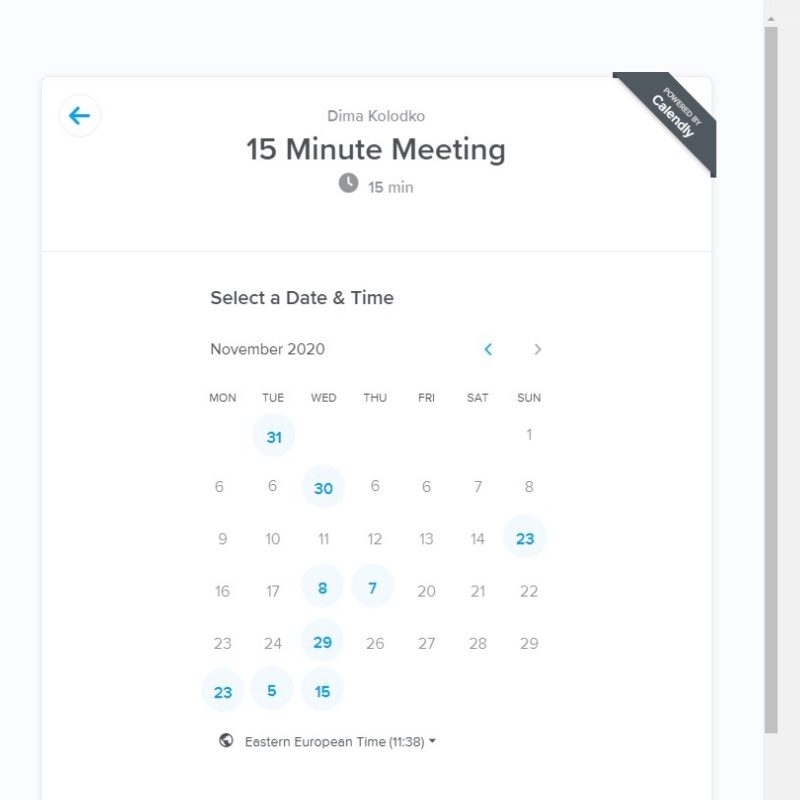 POWERED BY
Calendly
Dima Kolodko
15 Minute Meeting
15 min
Select a Date & Time
November 2020
MON TUE WED THU FRI SAT SUN
31 1
6 6 30 6 6 7 8
9 10 11 12 13 14 23
16 17 8 7 20 21 22
23 24 29 26 27 28 29
23 5 15
Eastern European Time (11:38)